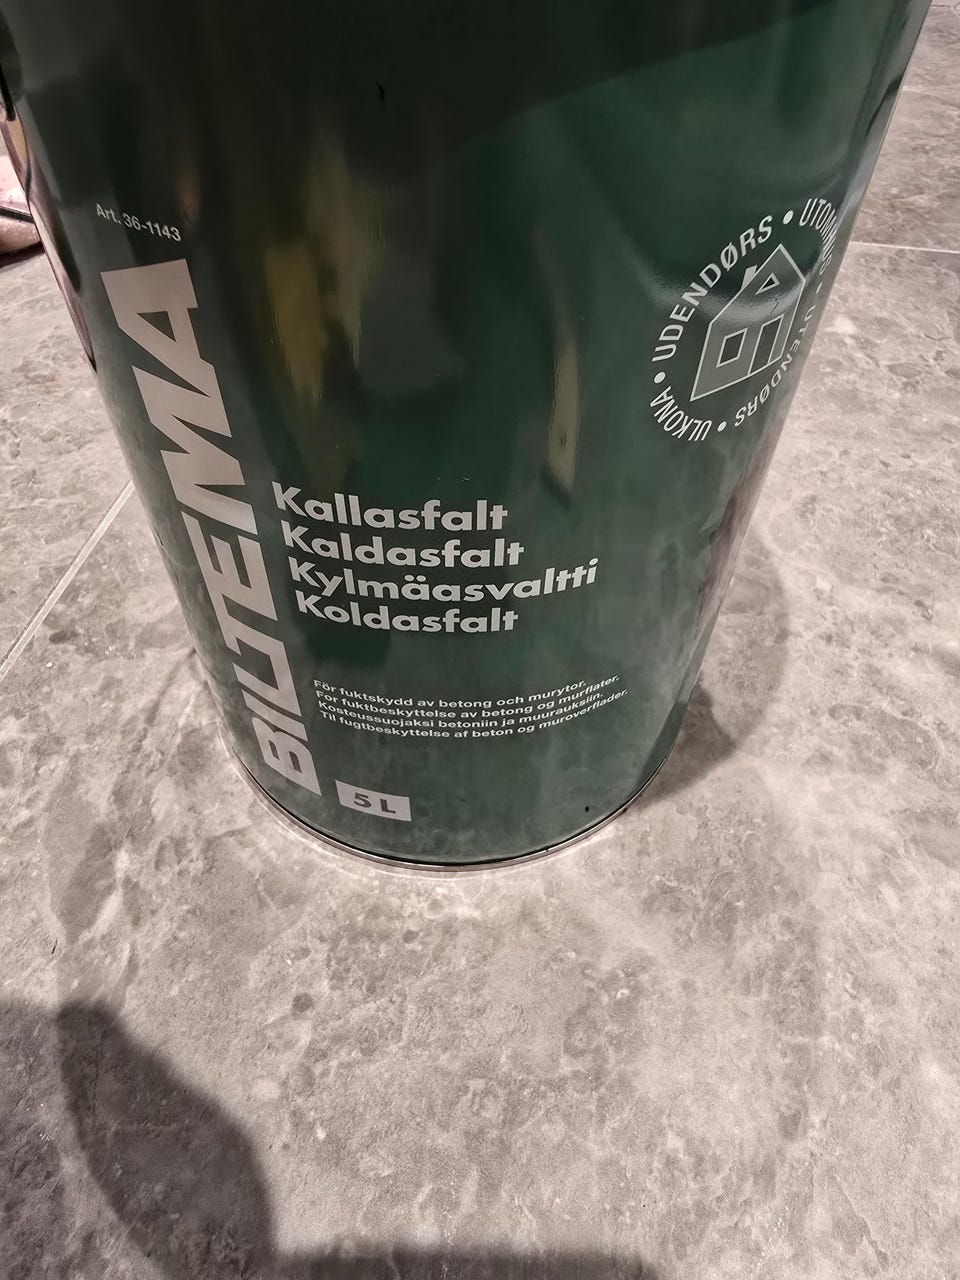 Art. 36-1143
BILTEMA
UDENDØRS • UTOMHUS • UTENDØRS • ULKONA •
Kallasfalt
Kaldasfalt
Kylmäasvaltti
Koldasfalt
För fuktskydd av betong och murytor.
For fuktbeskyttelse av betong og murflater.
Kosteussuojaksi betoniin ja muurauksiin.
Til fugtbeskyttelse af beton og muroverflader.
5 L